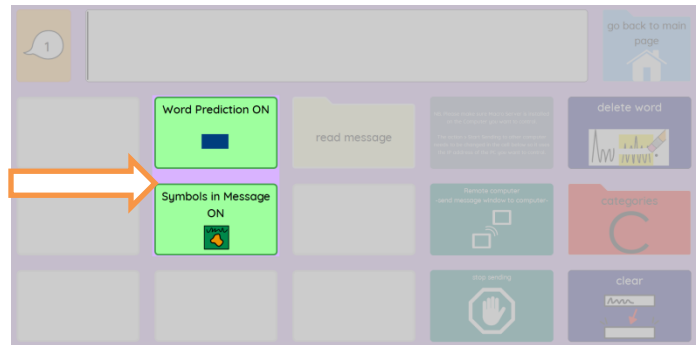 1
go back to main
page
Word Prediction ON
read message
delete word
Symbols in Message
ON
Remote computer
send message window to computer
categories
stop sending
clear